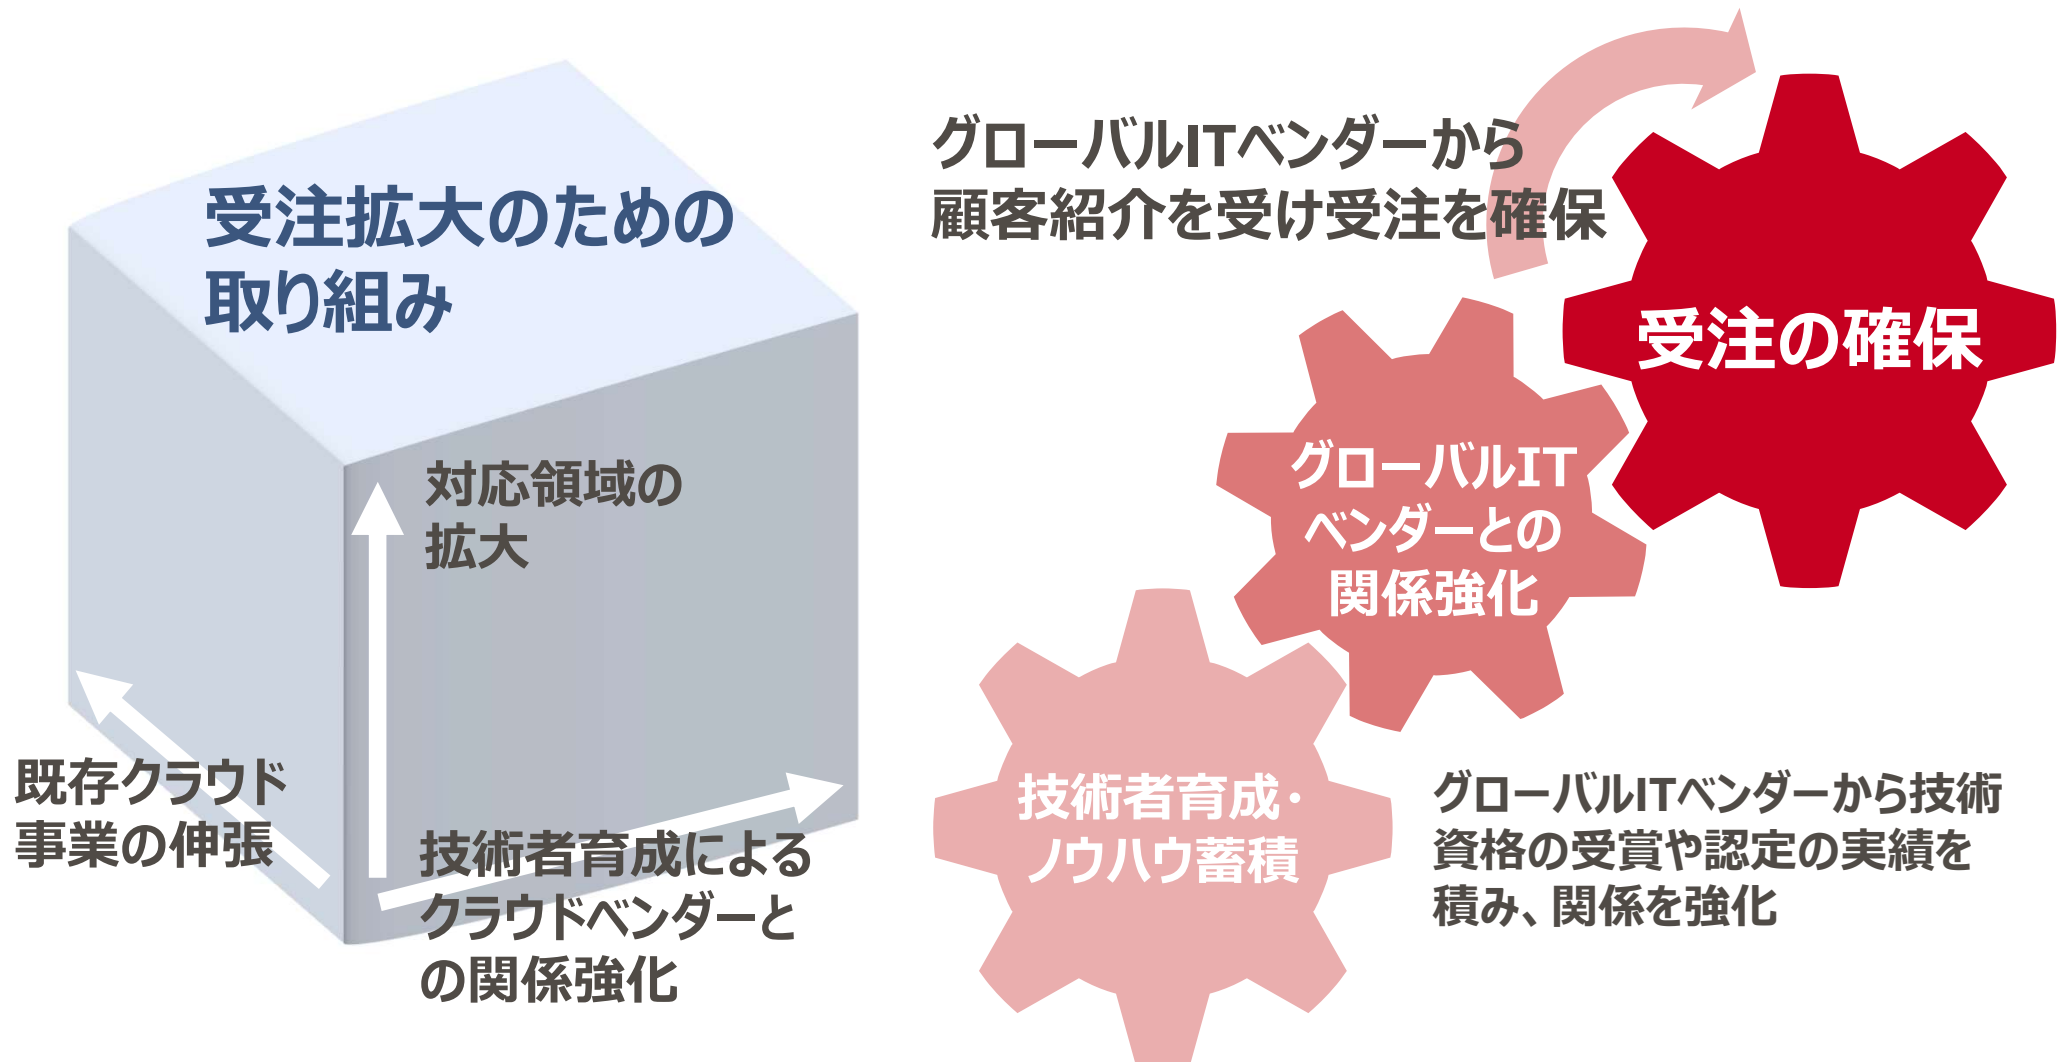 受注拡大のための
取り組み
対応領域の
拡大
既存クラウド
事業の伸張
技術者育成による
クラウドベンダーと
の関係強化
グローバルITベンダーから
顧客紹介を受け受注を確保
受注の確保
グローバルIT
ベンダーとの
関係強化
技術者育成・
ノウハウ蓄積
グローバルITベンダーから技術
資格の受賞や認定の実績を
積み、関係を強化